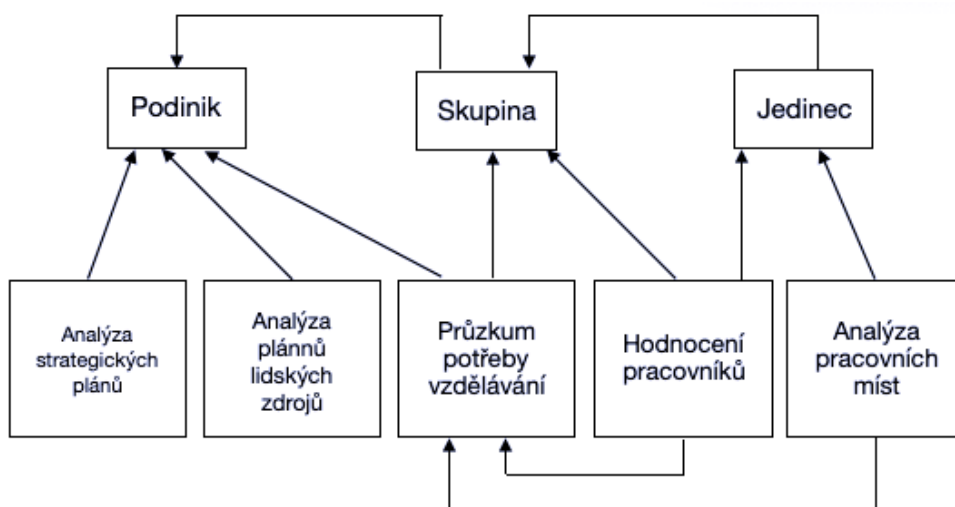 Podinik
Skupina
Jedinec
Analýza
strategických
plánů
Analýza
plánnů
lidských
zdrojů
Průzkum
potřeby
vzdělávání
Hodnocení
pracovníků
Analýza
pracovních
míst